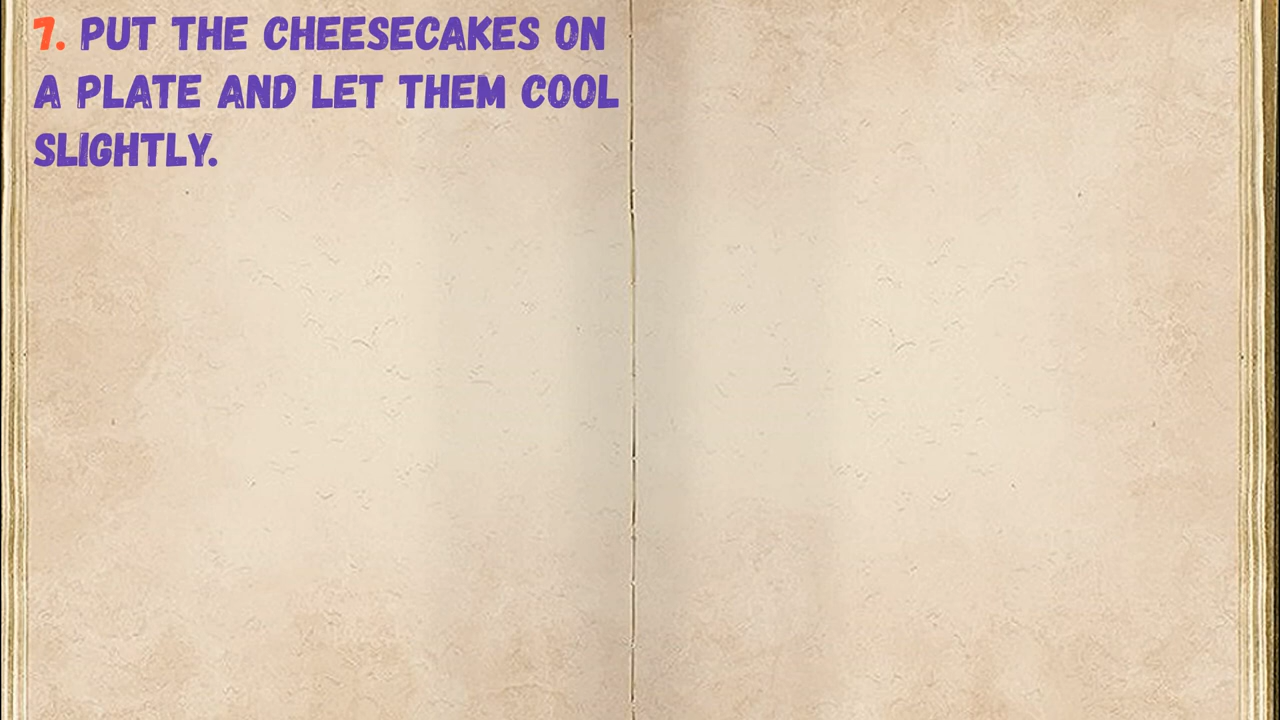 7. PUT THE CHEESECAKES ON
A PLATE AND LET THEM COOL
SLIGHTLY.